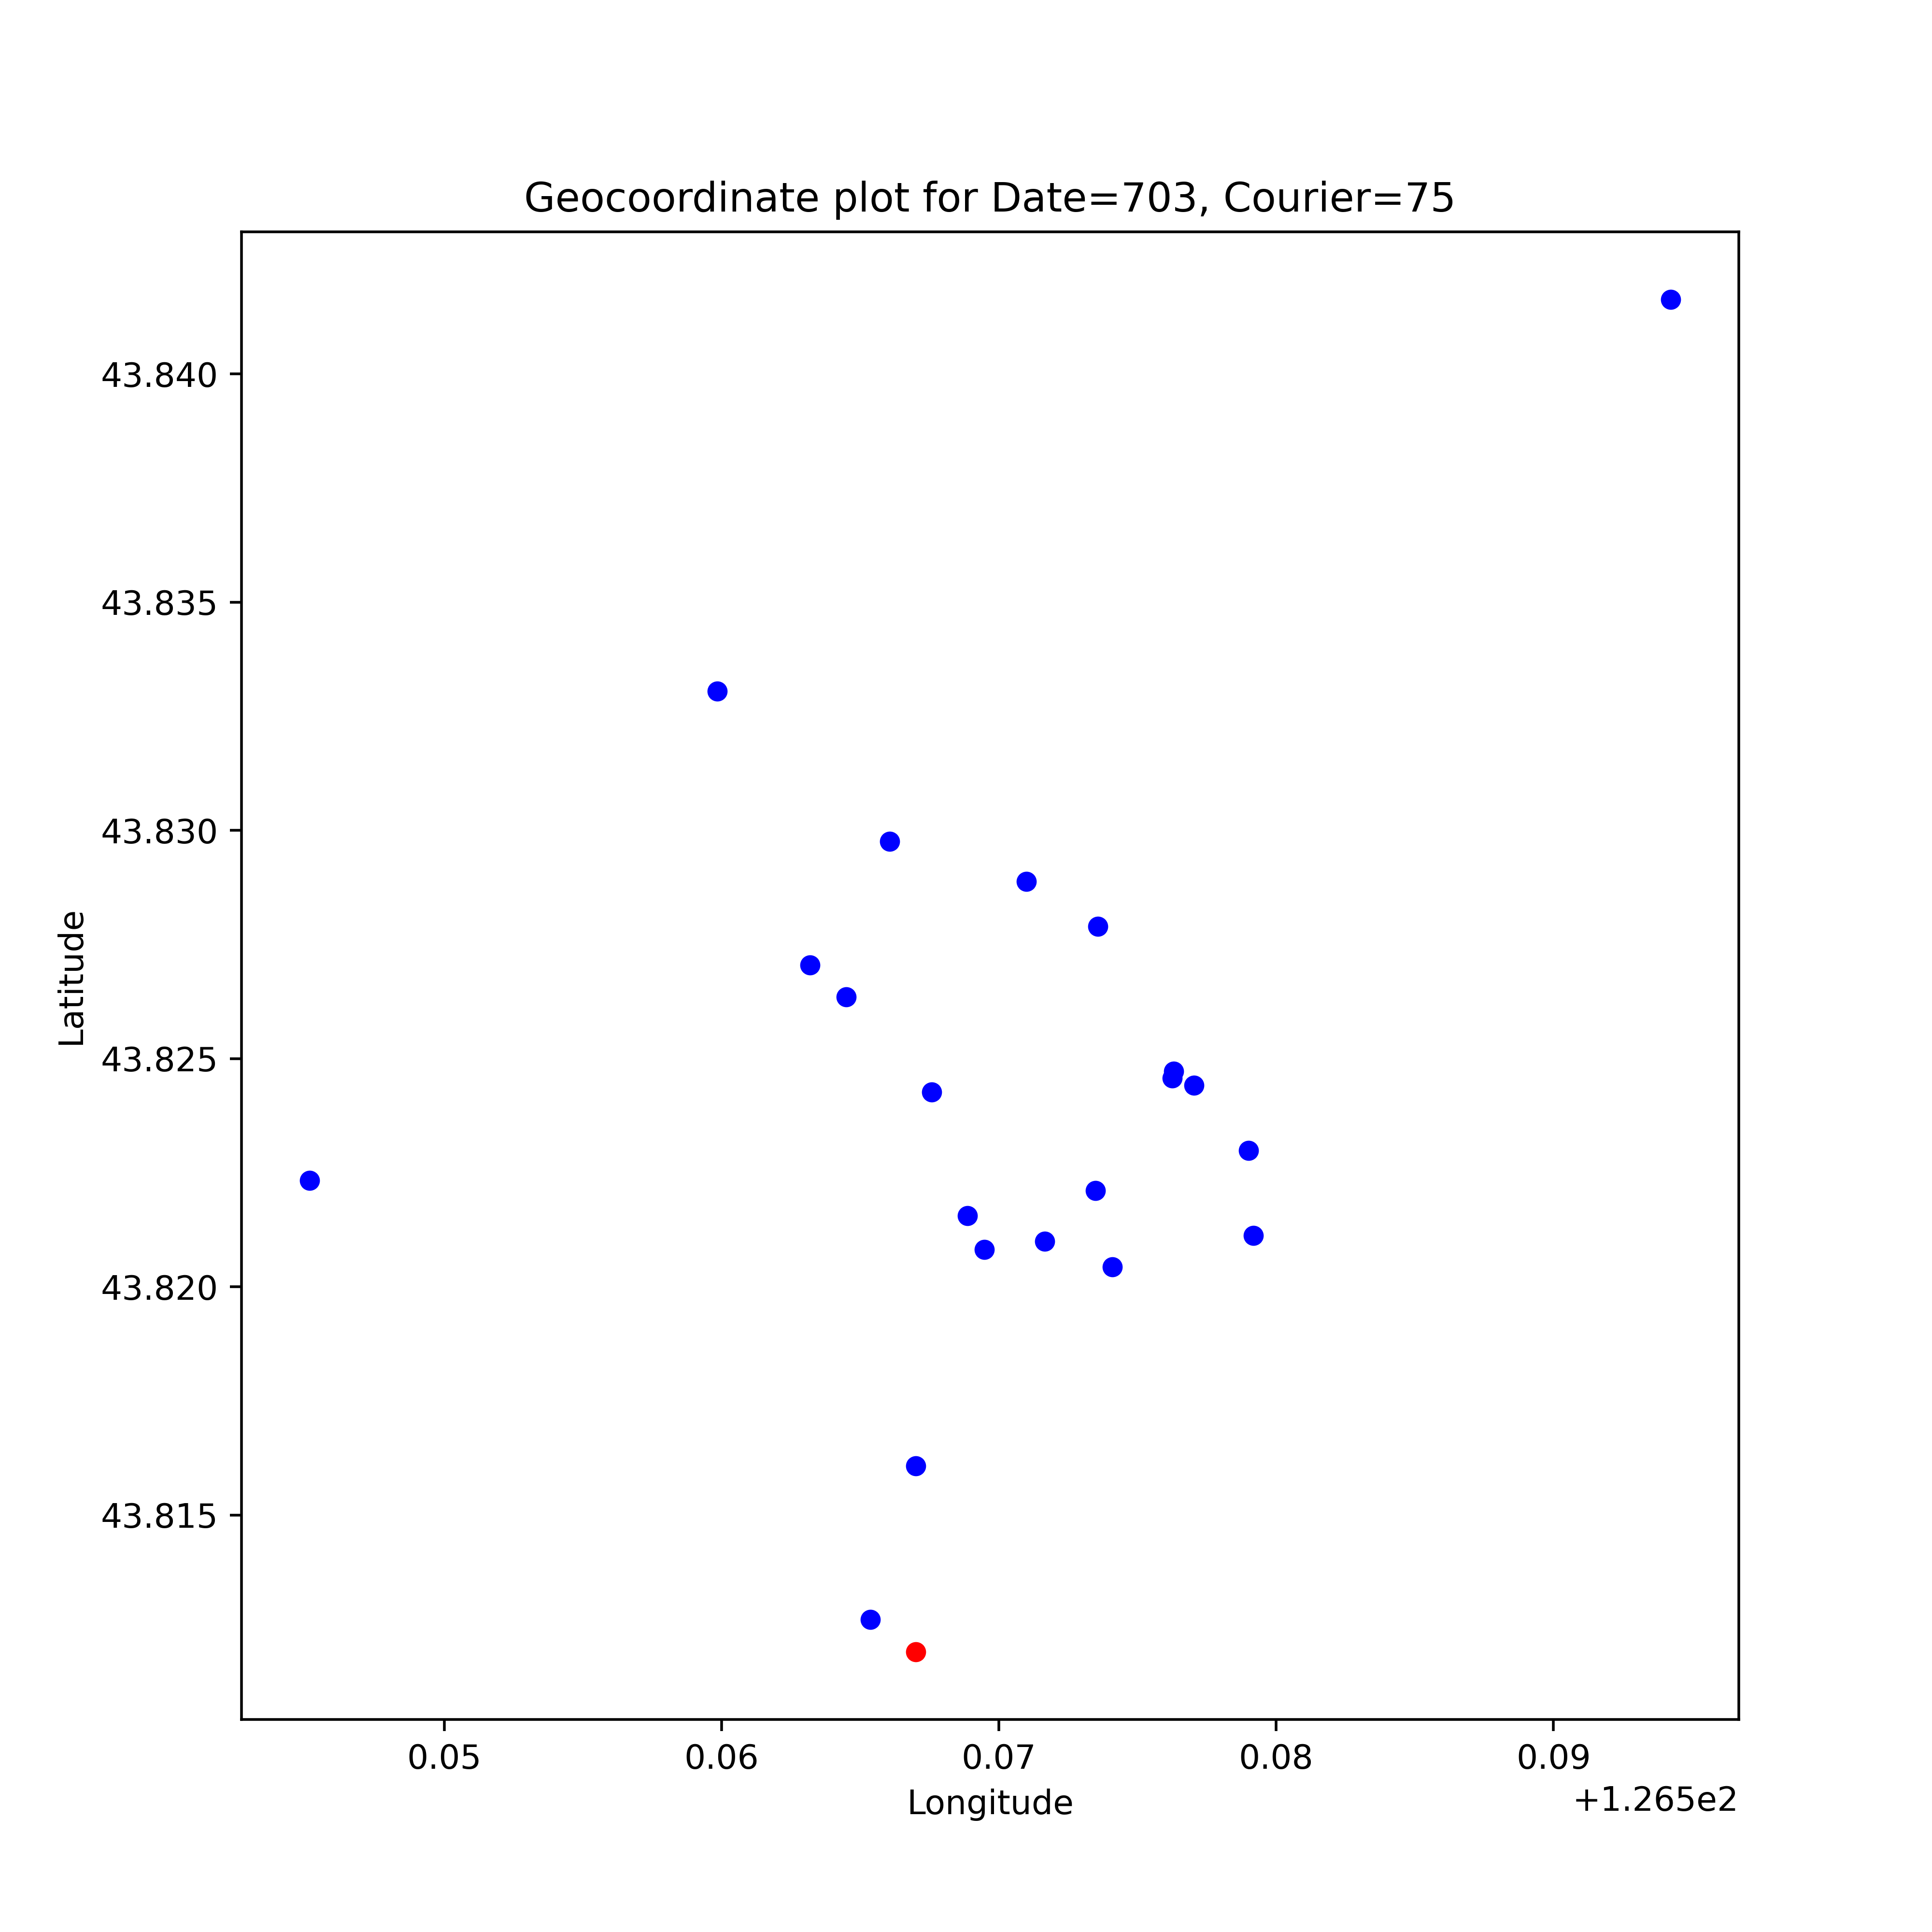 Geocoordinate plot for Date=703, Courier=75
43.840
43.835
43.830
43.825
43.820
43.815
Latitude
0.05 0.06 0.07 0.08 0.09
+1.265e2
Longitude